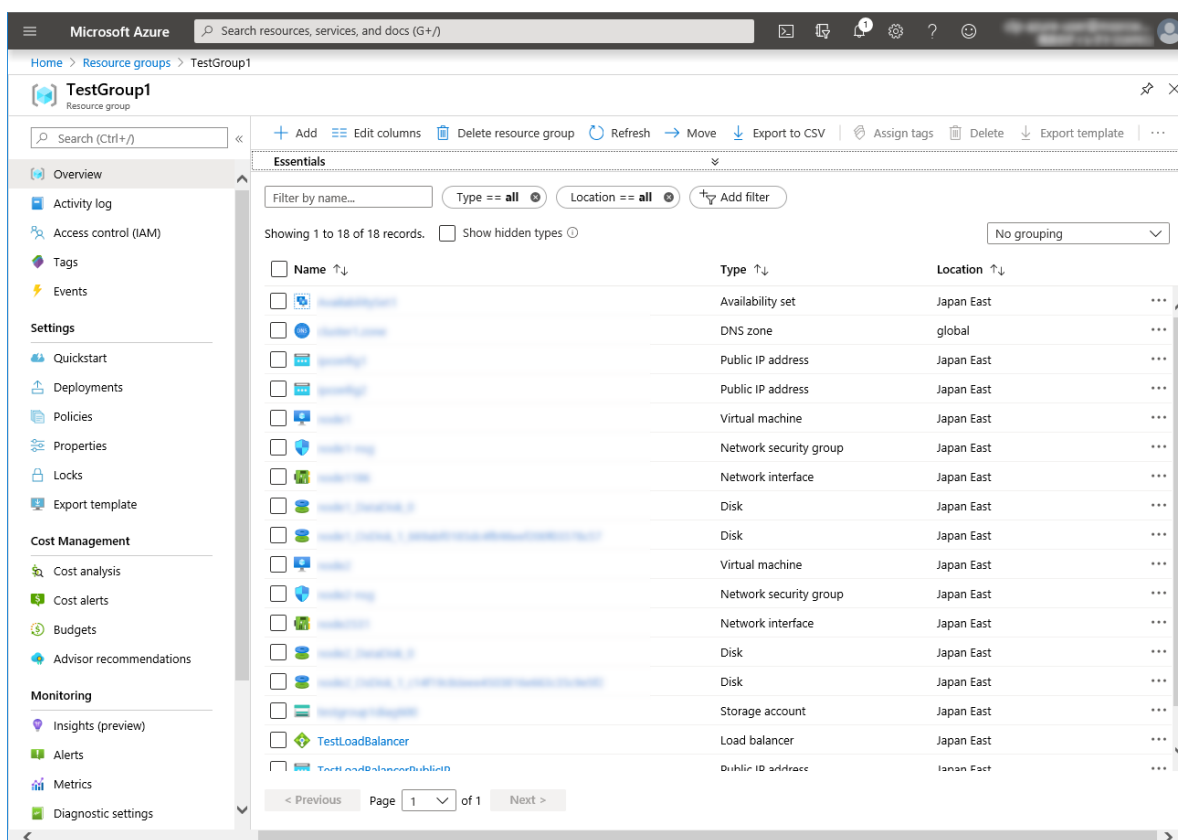 Microsoft Azure
Search resources, services, and docs (G+/)
1
Home > Resource groups > TestGroup1
TestGroup1
Resource group
Search (Ctrl+/)
«
Add Edit columns Delete resource group Refresh Move Export to CSV Assign tags Delete Export template ...
Essentials
Overview
Activity log
Access control (IAM)
Tags
Events
Settings
Quickstart
Deployments
Policies
Properties
Locks
Export template
Cost Management
Cost analysis
Cost alerts
Budgets
Advisor recommendations
Monitoring
Insights (preview)
Alerts
Metrics
Diagnostic settings
Filter by name...
Type == all
Location == all
Add filter
Showing 1 to 18 of 18 records. Show hidden types
No grouping
Name ↑↓ Type ↑↓ Location ↑↓
Availability set Japan East ...
DNS DNS zone global ...
Public IP address Japan East ...
Public IP address Japan East ...
Virtual machine Japan East ...
Network security group Japan East ...
Network interface Japan East ...
Disk Japan East ...
Disk Japan East ...
Virtual machine Japan East ...
Network security group Japan East ...
Network interface Japan East ...
Disk Japan East ...
Disk Japan East ...
Storage account Japan East ...
TestLoadBalancer Load balancer Japan East ...
TestLoadBalancerPublicIP Public IP address Japan East ...
< Previous Page 1 of 1 Next >